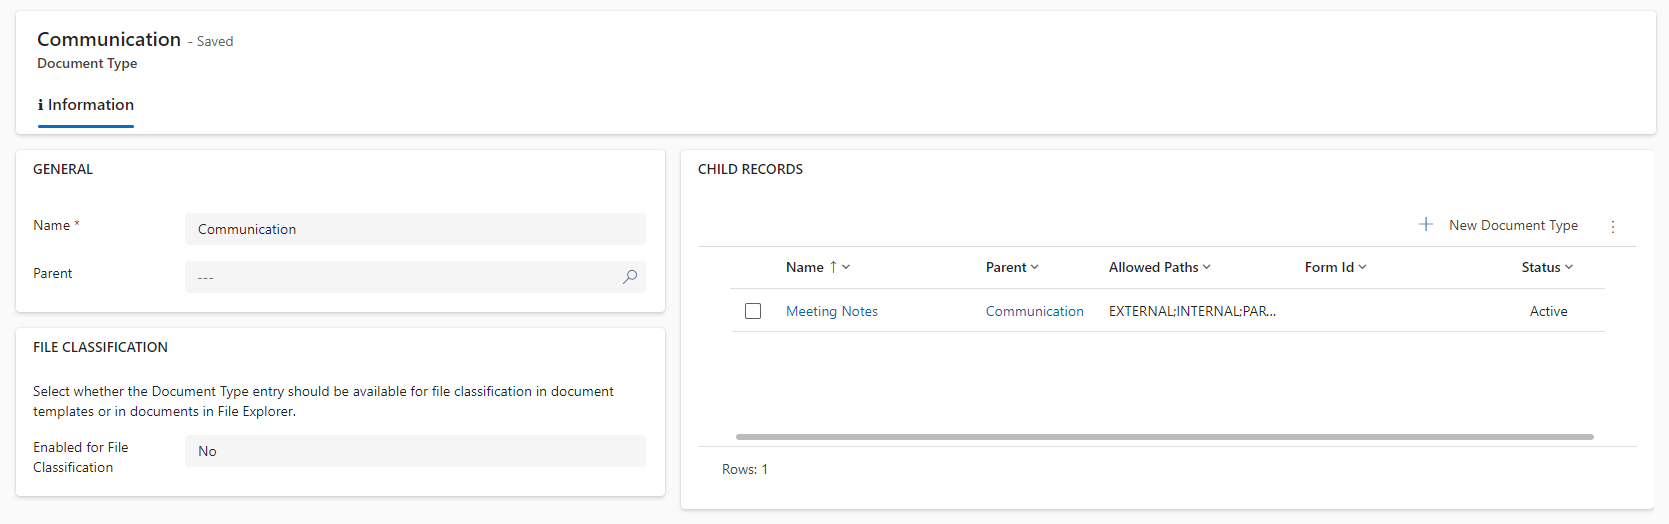 Communication - Saved
Document Type
Information
GENERAL
Name *
Communication
Parent
---
FILE CLASSIFICATION
Select whether the Document Type entry should be available for file classification in document
templates or in documents in File Explorer.
Enabled for File
Classification
No
CHILD RECORDS
New Document Type
Name Parent Allowed Paths Form Id Status
Meeting Notes Communication EXTERNAL;INTERNAL;PAR... Active
Rows: 1